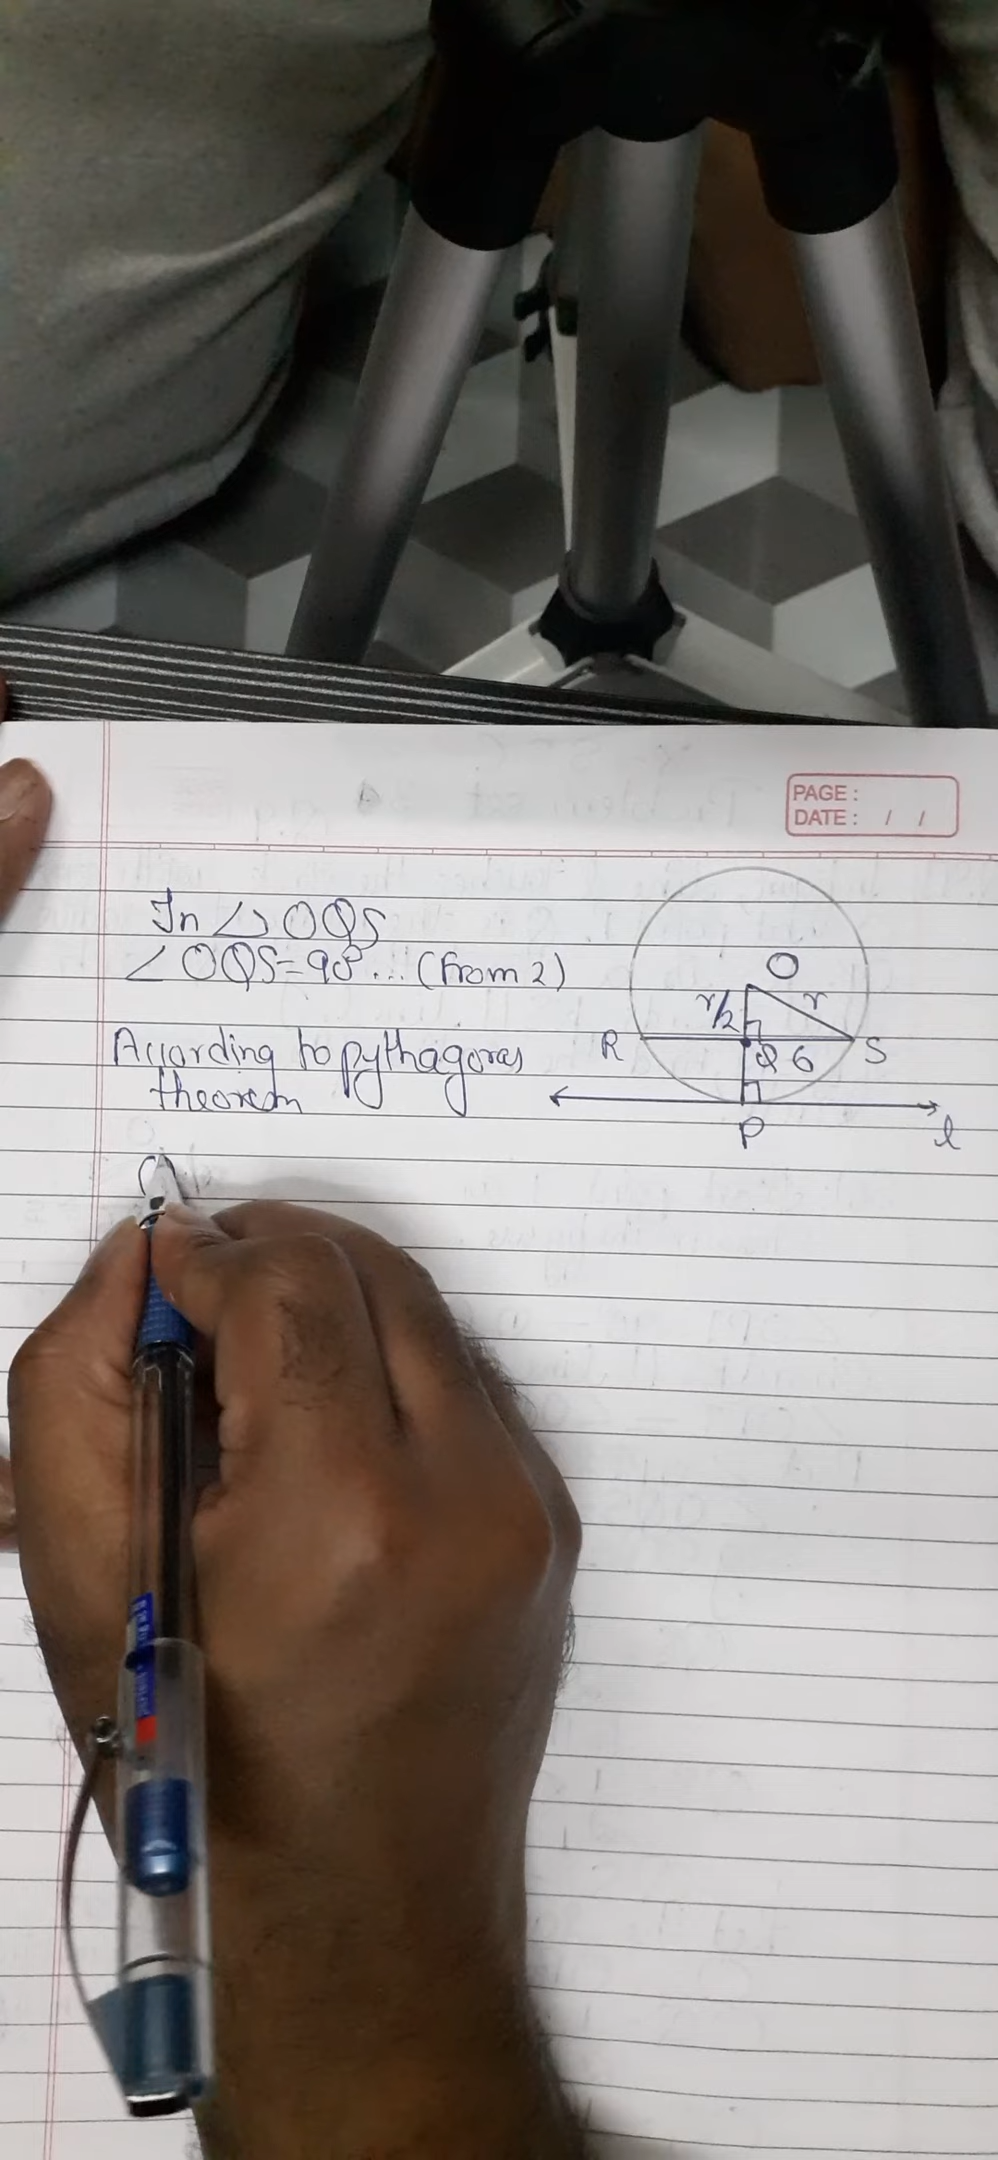 PAGE :
DATE : / /
In △OQS
∠OQS=90°... (From 2)
According to pythagoras
theorem
O
r/2
r
R
Q 6
S
P
l
O